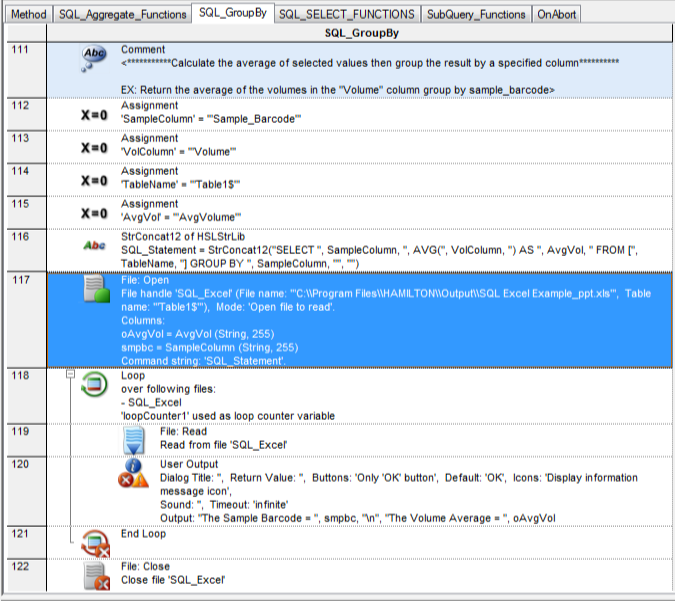 Method SQL_Aggregate_Functions SQL_GroupBy SQL_SELECT_FUNCTIONS SubQuery_Functions OnAbort
SQL_GroupBy
111 Abc Comment
<***********Calculate the average of selected values then group the result by a specified column**********
EX: Return the average of the volumes in the "Volume" column group by sample_barcode>
112 X=0 Assignment
'SampleColumn' = '"Sample_Barcode"'
113 X=0 Assignment
'VolColumn' = '"Volume"'
114 X=0 Assignment
'TableName' = '"Table1$"'
115 X=0 Assignment
'AvgVol' = '"AvgVolume"'
116 Abc StrConcat12 of HSLStrLib
SQL_Statement = StrConcat12("SELECT ", SampleColumn, ", AVG(", VolColumn, ") AS ", AvgVol, " FROM [",
TableName, "] GROUP BY ", SampleColumn, "", "")
117 File: Open
File handle 'SQL_Excel' (File name: '"C:\\Program Files\\HAMILTON\\Output\\SQL Excel Example_ppt.xls"', Table
name: '"Table1$"'), Mode: 'Open file to read'.
Columns:
oAvgVol = AvgVol (String, 255)
smpbc = SampleColumn (String, 255)
Command string: 'SQL_Statement'.
118 Loop
over following files:
- SQL_Excel
'loopCounter1' used as loop counter variable
119 File: Read
Read from file 'SQL_Excel'
120 User Output
Dialog Title: '', Return Value: '', Buttons: 'Only 'OK' button', Default: 'OK', Icons: 'Display information
message icon',
Sound: '', Timeout: 'infinite'
Output: "The Sample Barcode = ", smpbc, "\n", "The Volume Average = ", oAvgVol
121 End Loop
122 File: Close
Close file 'SQL_Excel'